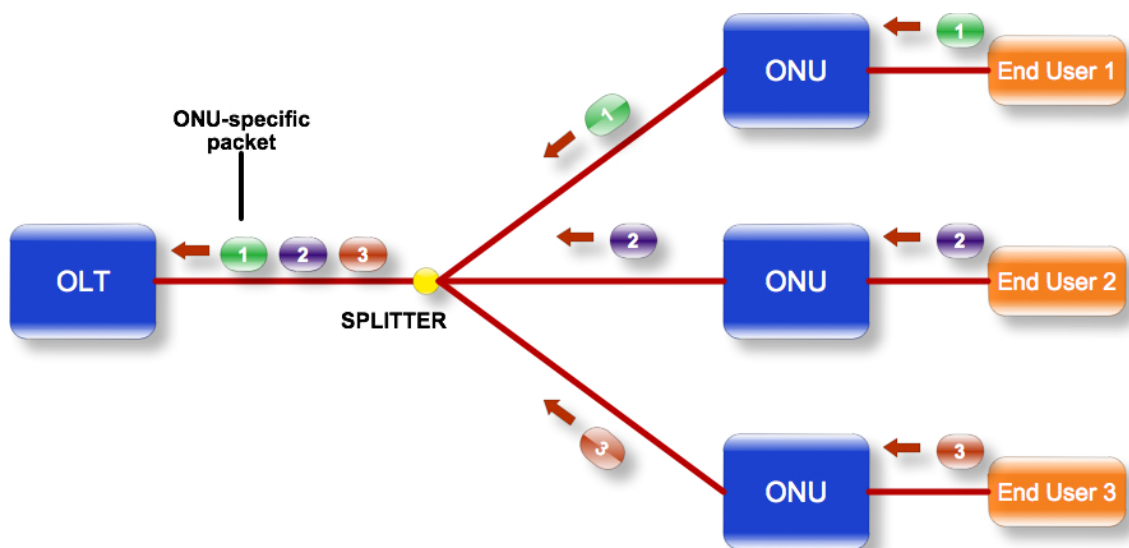 1
ONU
End User 1
1
ONU-specific
packet
1 2 3
2
ONU
2
OLT
End User 2
SPLITTER
3
ONU
3
End User 3